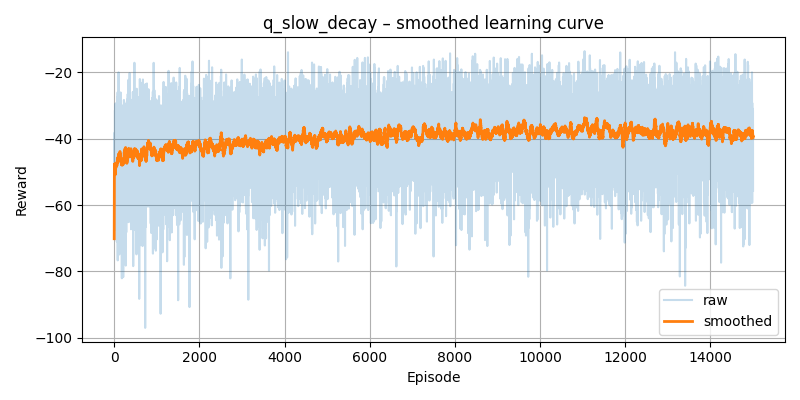 q_slow_decay – smoothed learning curve
Reward
−20
−40
−60
−80
−100
0 2000 4000 6000 8000 10000 12000 14000
Episode
raw
smoothed